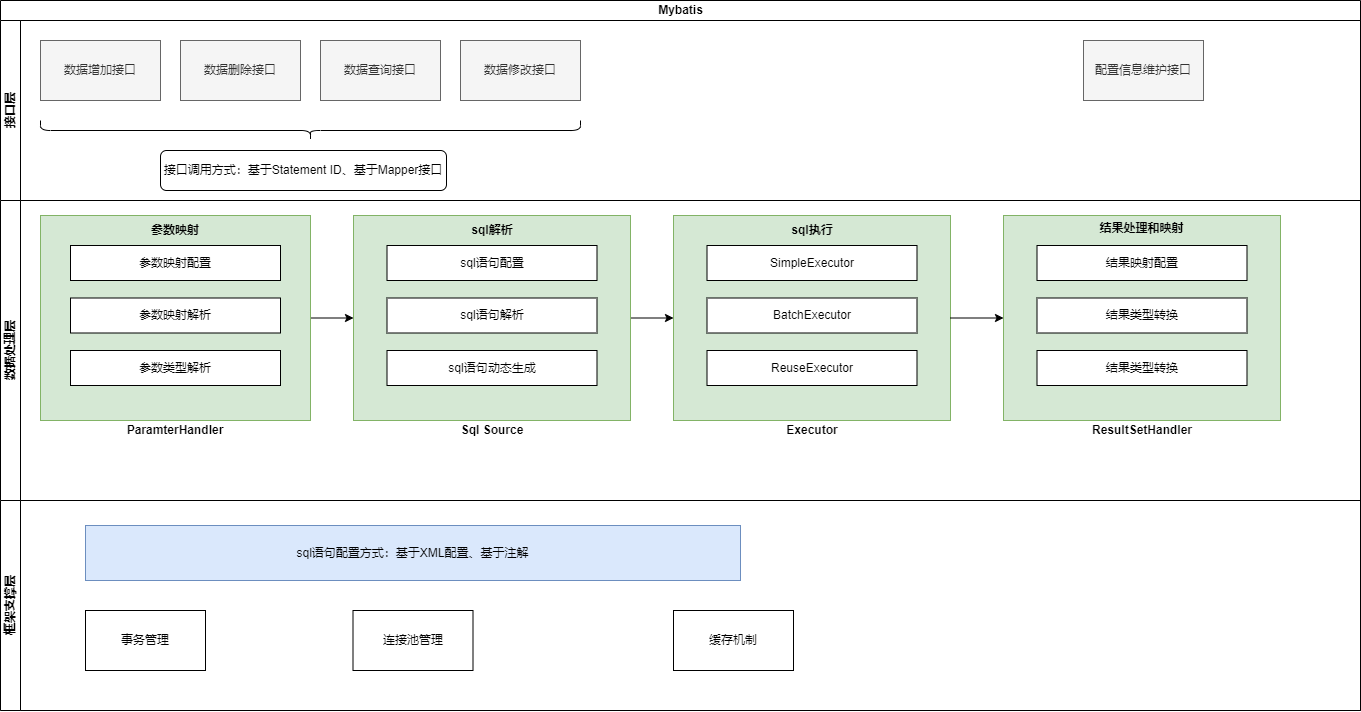 Mybatis
接口层
数据增加接口
数据删除接口
数据查询接口
数据修改接口
配置信息维护接口
接口调用方式：基于Statement ID、基于Mapper接口
数据处理层
参数映射
参数映射配置
参数映射解析
参数类型解析
ParamterHandler
sql解析
sql语句配置
sql语句解析
sql语句动态生成
Sql Source
sql执行
SimpleExecutor
BatchExecutor
ReuseExecutor
Executor
结果处理和映射
结果映射配置
结果类型转换
结果类型转换
ResultSetHandler
框架支撑层
sql语句配置方式：基于XML配置、基于注解
事务管理
连接池管理
缓存机制